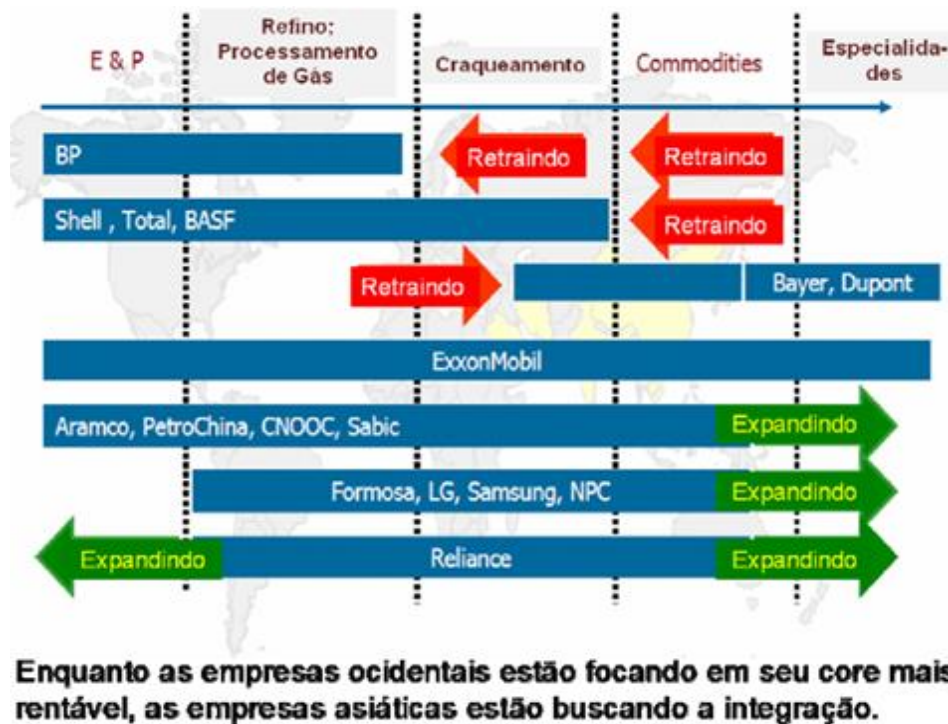 E & P
Refino;
Processamento
de Gás
Craqueamento
Commodities
Especialida-
des
BP
Retraindo
Retraindo
Shell , Total, BASF
Retraindo
Retraindo
Bayer, Dupont
ExxonMobil
Aramco, PetroChina, CNOOC, Sabic
Expandindo
Formosa, LG, Samsung, NPC
Expandindo
Expandindo
Reliance
Expandindo
Enquanto as empresas ocidentais estão focando em seu core mais
rentável, as empresas asiáticas estão buscando a integração.